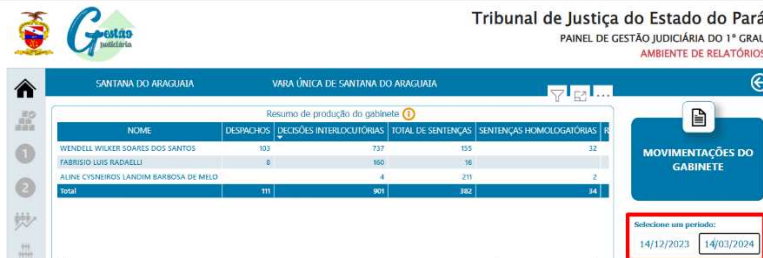 Gestão
judiciária
Tribunal de Justiça do Estado do Pará
PAINEL DE GESTÃO JUDICIÁRIA DO 1º GRAU
AMBIENTE DE RELATÓRIOS
SANTANA DO ARAGUAIA VARA ÚNICA DE SANTANA DO ARAGUAIA
Resumo de produção do gabinete
NOME DESPACHOS DECISÕES INTERLOCUTÓRIAS TOTAL DE SENTENÇAS SENTENÇAS HOMOLOGATÓRIAS R
WENDELL WILKER SOARES DOS SANTOS 103 737 155 32
FABRISIO LUIS RADAELLI 8 160 16
ALINE CYSNEIROS LANDIM BARBOSA DE MELO 4 211 2
Total 111 901 382 34
1
2
MOVIMENTAÇÕES DO
GABINETE
Selecione um período:
14/12/2023 14/03/2024